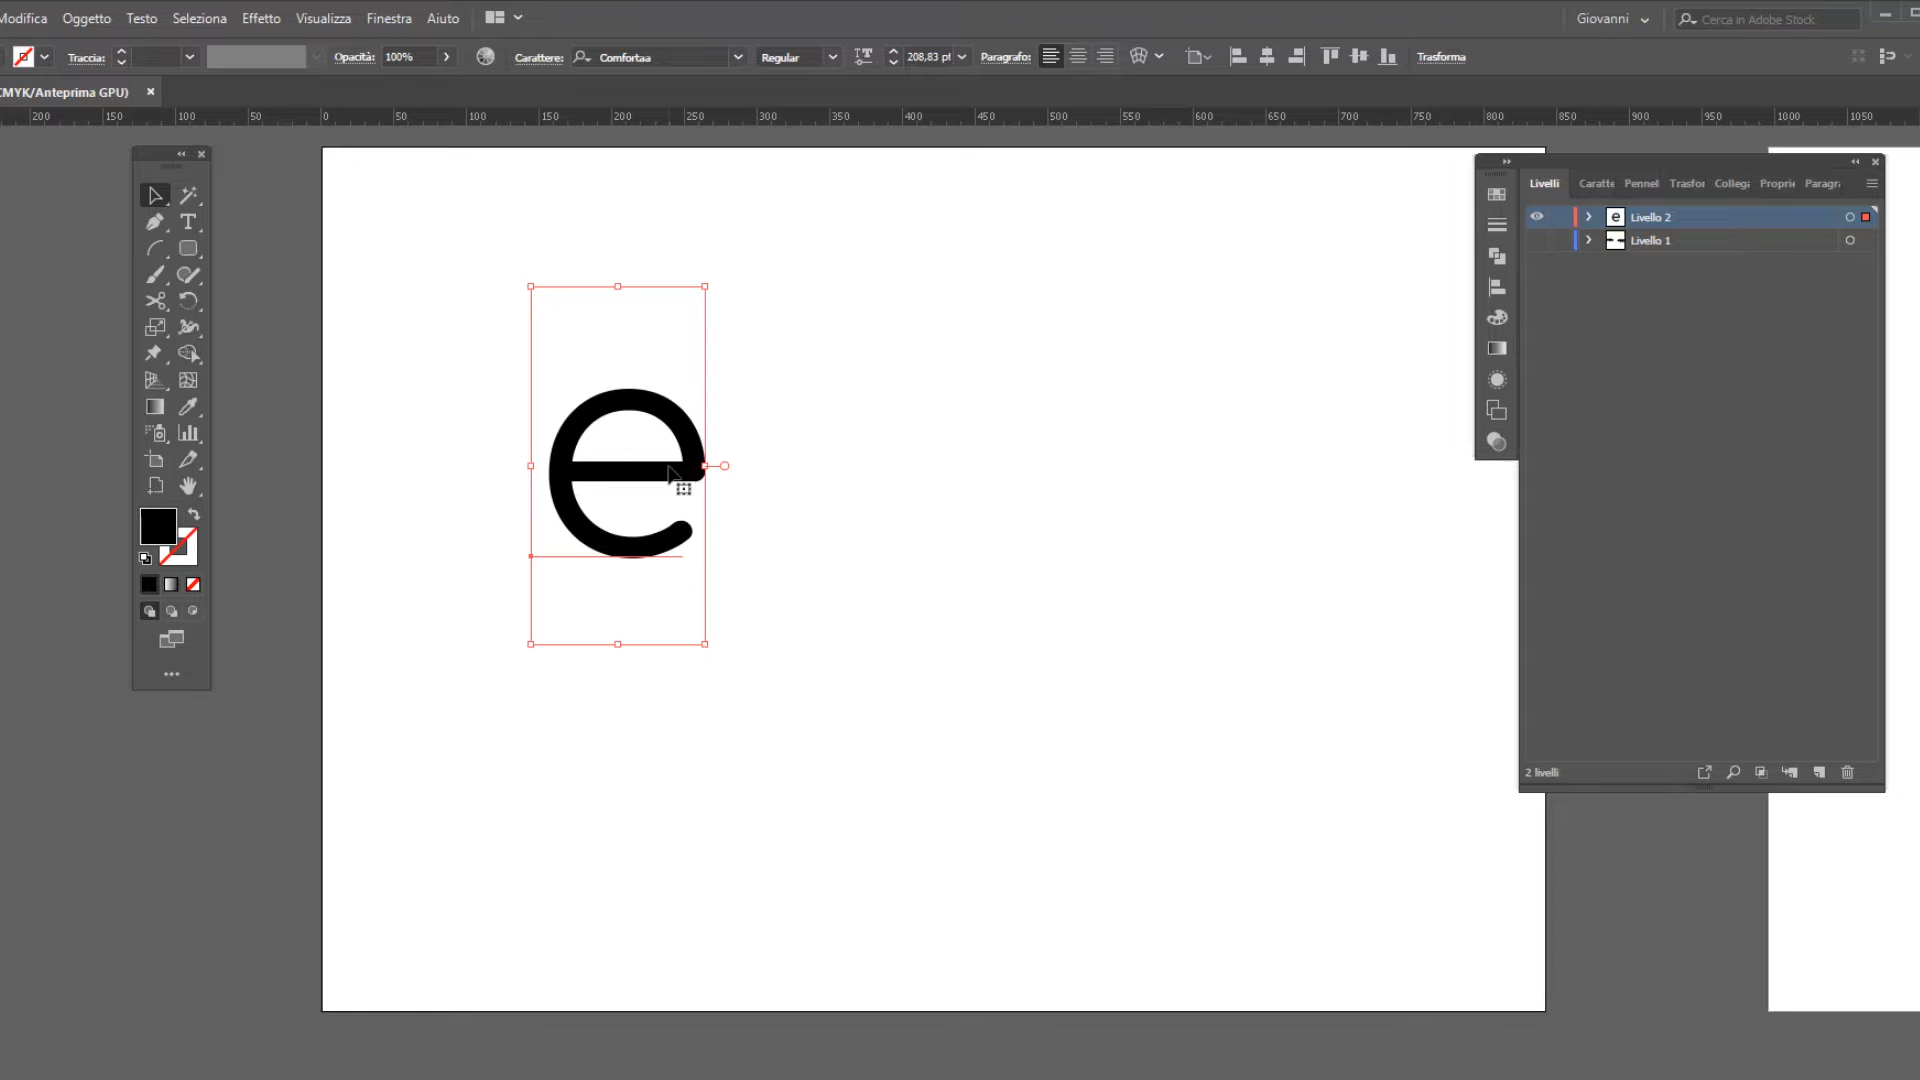 Modifica Oggetto Testo Seleziona Effetto Visualizza Finestra Aiuto Giovanni Cerca in Adobe Stock
Traccia: Opacità: 100% Carattere: Comfortaa Regular 208,83 pt Paragrafo: Trasforma
CMYK/Anteprima GPU)
200 150 100 50 0 50 100 150 200 250 300 350 400 450 500 550 600 650 700 750 800 850 900 950 1000 1050
Livelli Caratte Pennel Trasfor Collega Proprie Paragra
e Livello 2
Livello 1
e
2 livelli